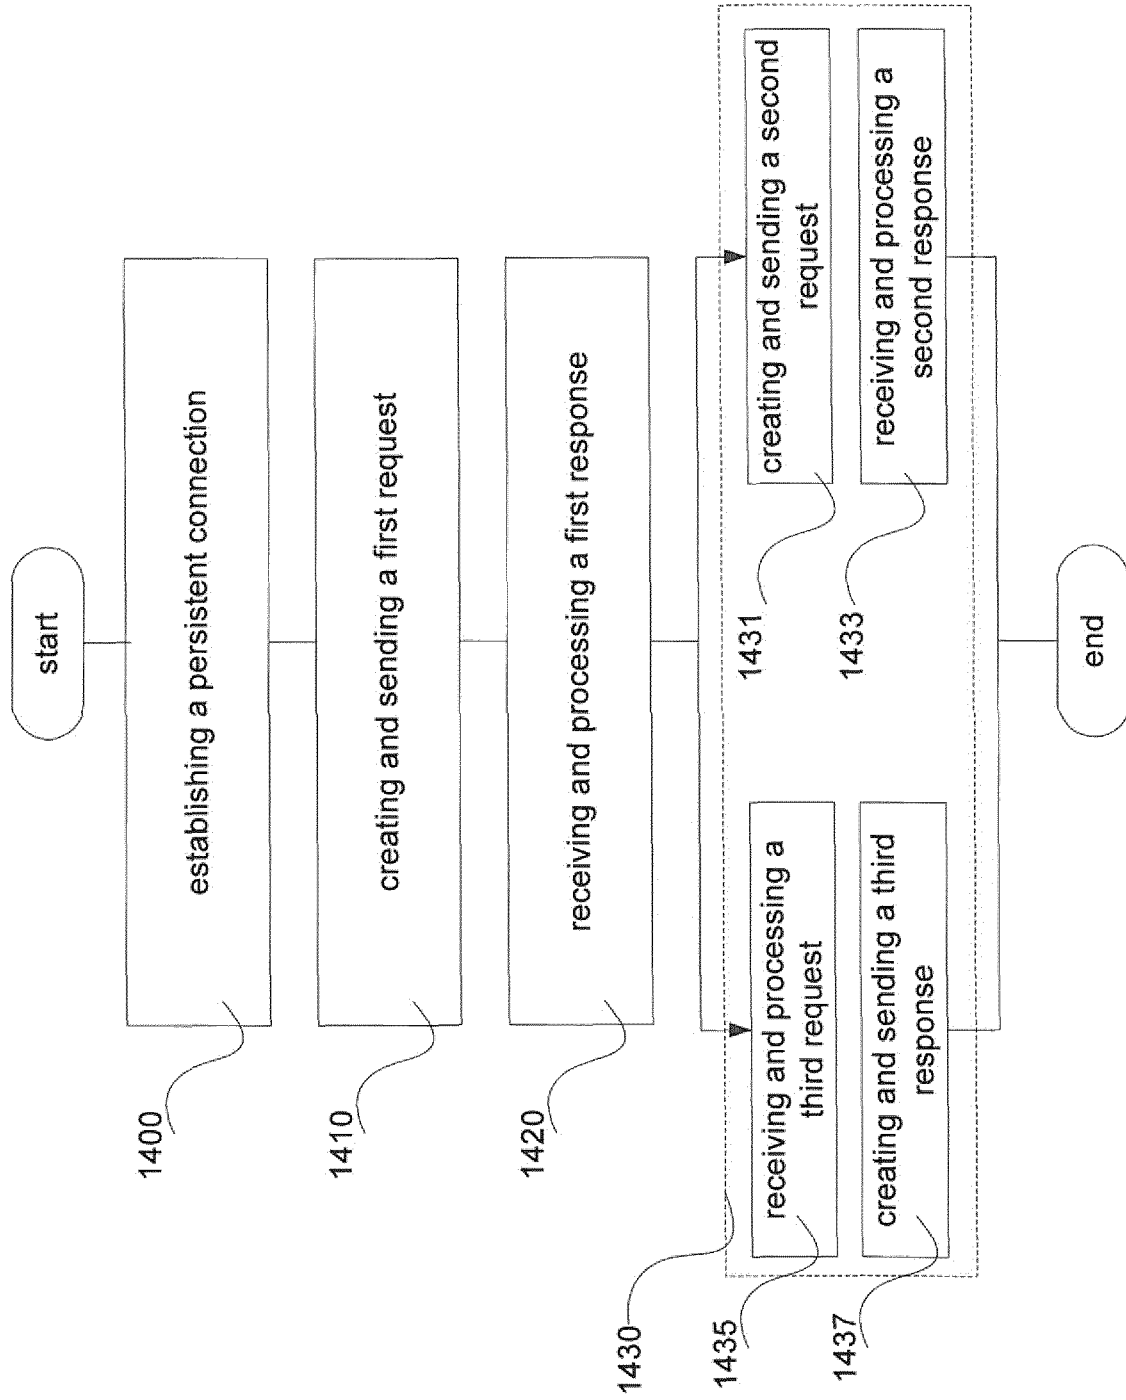 start
establishing a persistent connection
1400
creating and sending a first request
1410
receiving and processing a first response
1420
1430
receiving and processing a
third request
1435
creating and sending a third
response
1437
creating and sending a second
request
1431
receiving and processing a
second response
1433
end